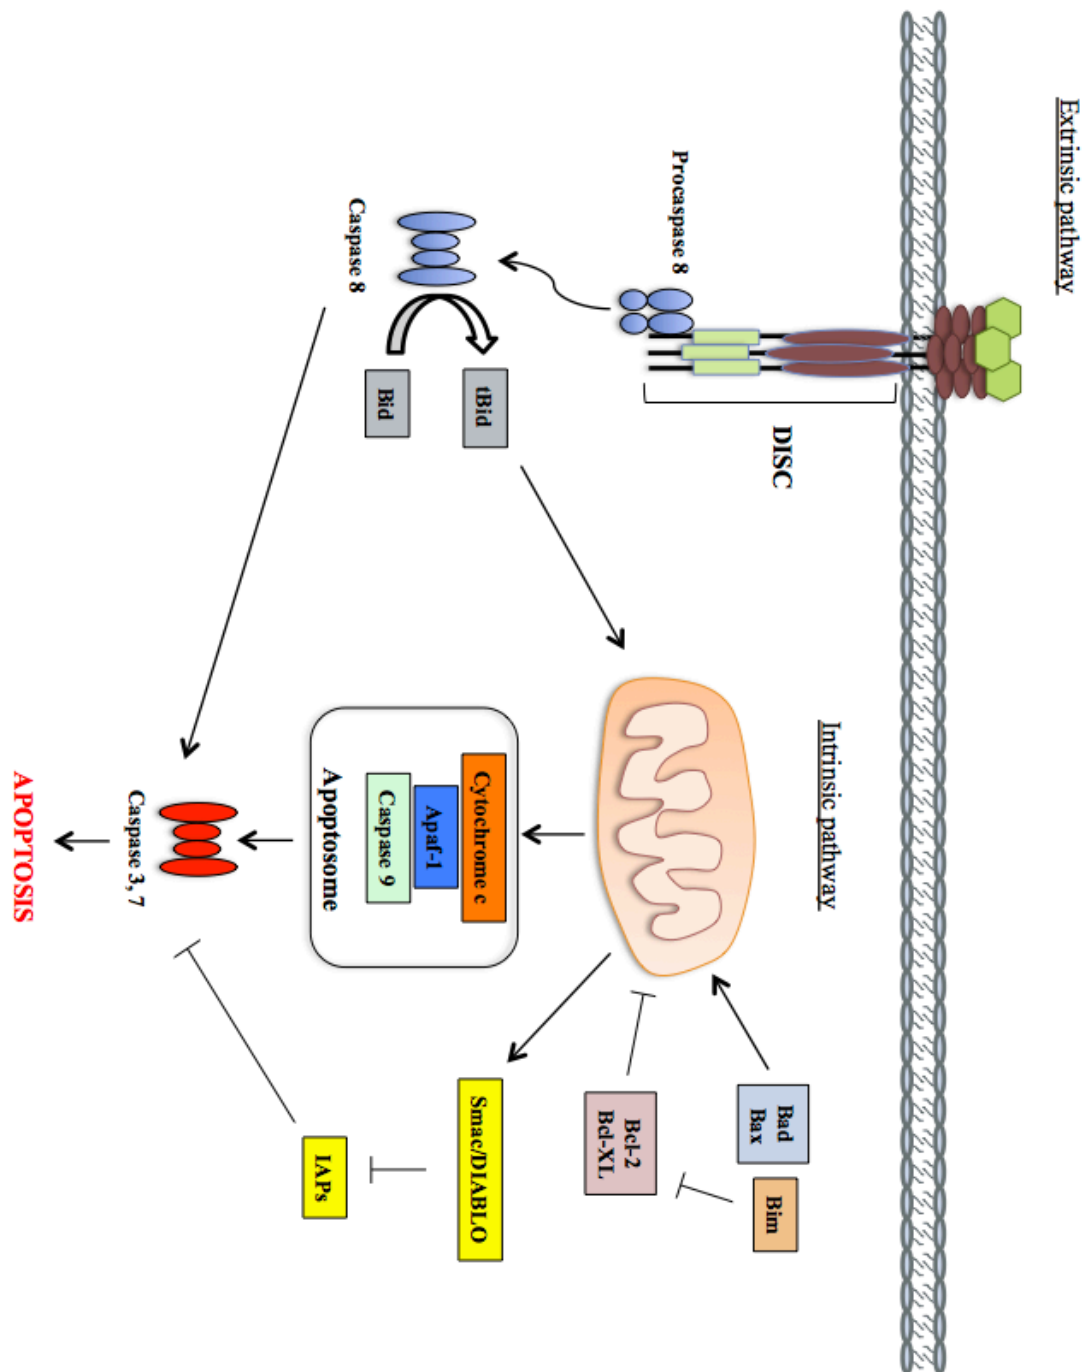 Extrinsic pathway
Procaspase 8
DISC
Caspase 8
tBid
Bid
Intrinsic pathway
Bad
Bax
Bim
Bcl-2
Bcl-XL
Cytochrome c
Apaf-1
Caspase 9
Apoptosome
Smac/DIABLO
IAPs
Caspase 3, 7
APOPTOSIS